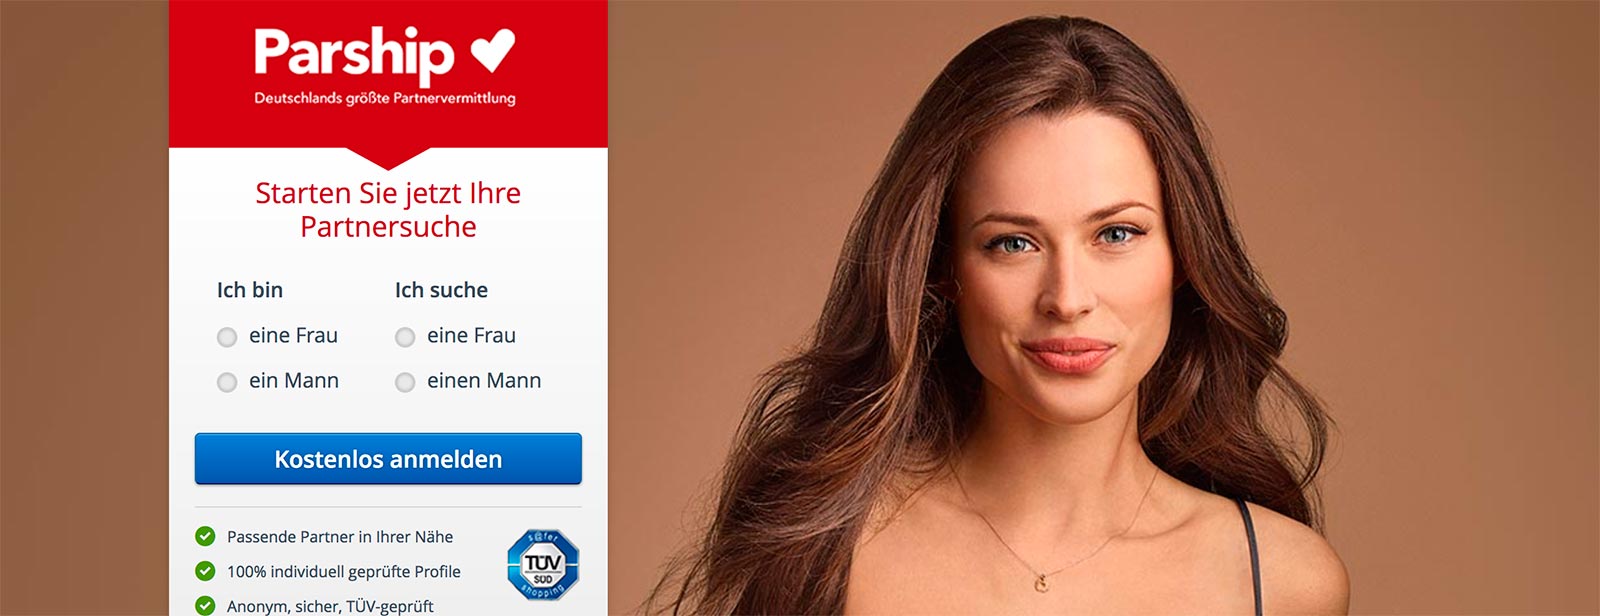 Parship
Deutschlands größte Partnervermittlung
Starten Sie jetzt Ihre
Partnersuche
Ich bin
Ich suche
eine Frau
eine Frau
ein Mann
einen Mann
Kostenlos anmelden
Passende Partner in Ihrer Nähe
100% individuell geprüfte Profile
Anonym, sicher, TÜV-geprüft
s@fer
TÜV
SÜD
shopping